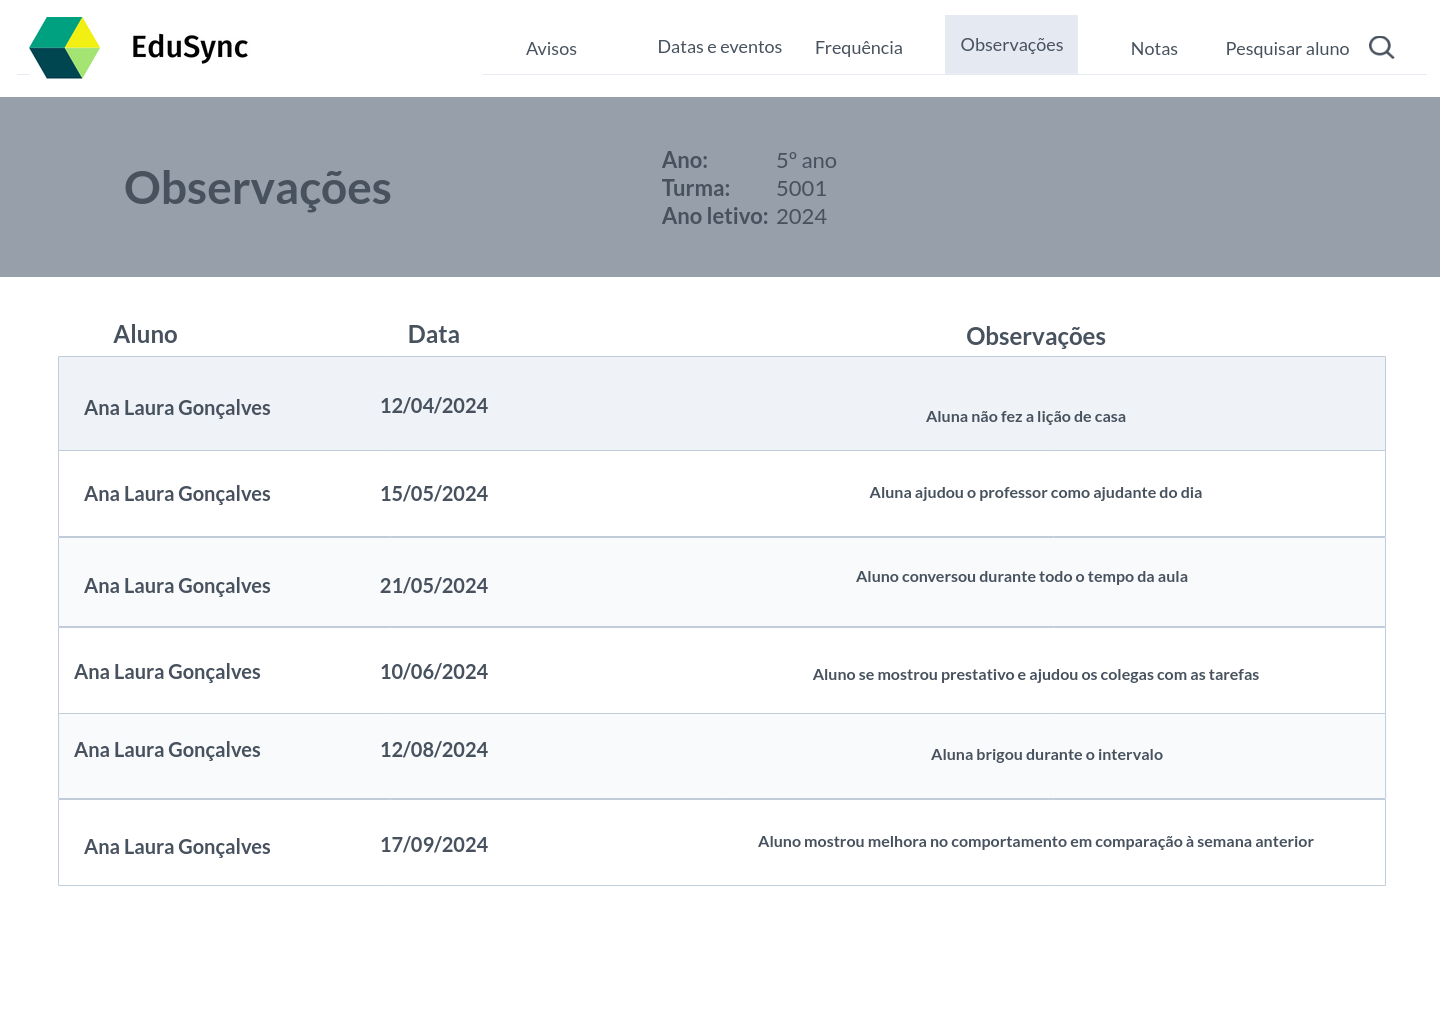 EduSync
Avisos
Datas e eventos
Frequência
Observações
Notas
Pesquisar aluno
Observações
Ano: 5º ano
Turma: 5001
Ano letivo: 2024
Aluno Data Observações
Ana Laura Gonçalves 12/04/2024 Aluna não fez a lição de casa
Ana Laura Gonçalves 15/05/2024 Aluna ajudou o professor como ajudante do dia
Ana Laura Gonçalves 21/05/2024 Aluno conversou durante todo o tempo da aula
Ana Laura Gonçalves 10/06/2024 Aluno se mostrou prestativo e ajudou os colegas com as tarefas
Ana Laura Gonçalves 12/08/2024 Aluna brigou durante o intervalo
Ana Laura Gonçalves 17/09/2024 Aluno mostrou melhora no comportamento em comparação à semana anterior